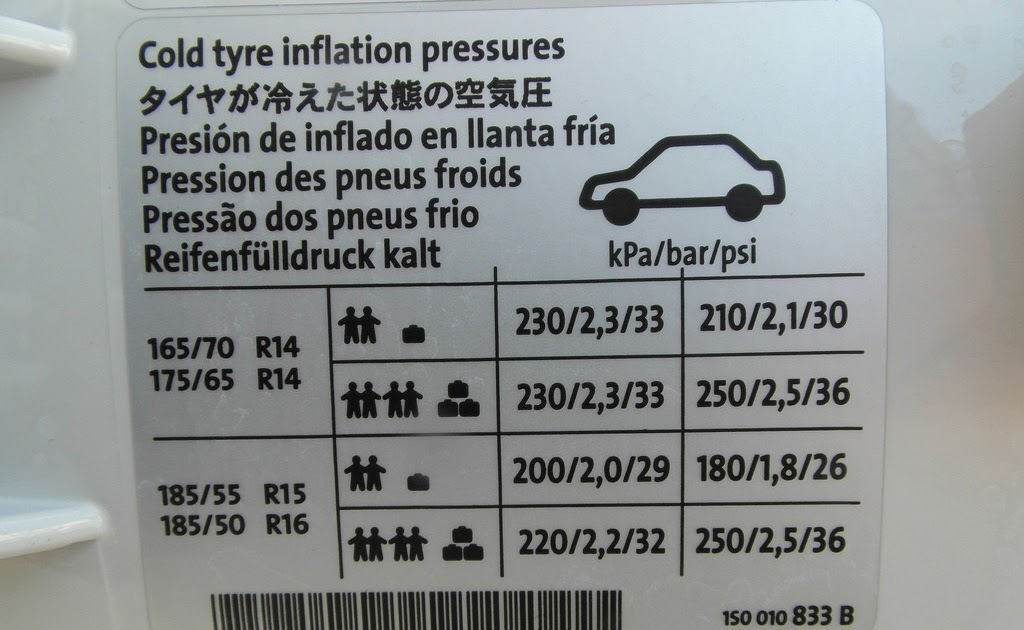 Cold tyre inflation pressures
タイヤが冷えた状態の空気圧
Presión de inflado en llanta fría
Pression des pneus froids
Pressão dos pneus frio
Reifenfülldruck kalt
kPa/bar/psi
165/70 R14
175/65 R14
230/2,3/33 210/2,1/30
230/2,3/33 250/2,5/36
185/55 R15
185/50 R16
200/2,0/29 180/1,8/26
220/2,2/32 250/2,5/36
1S0 010 833 B